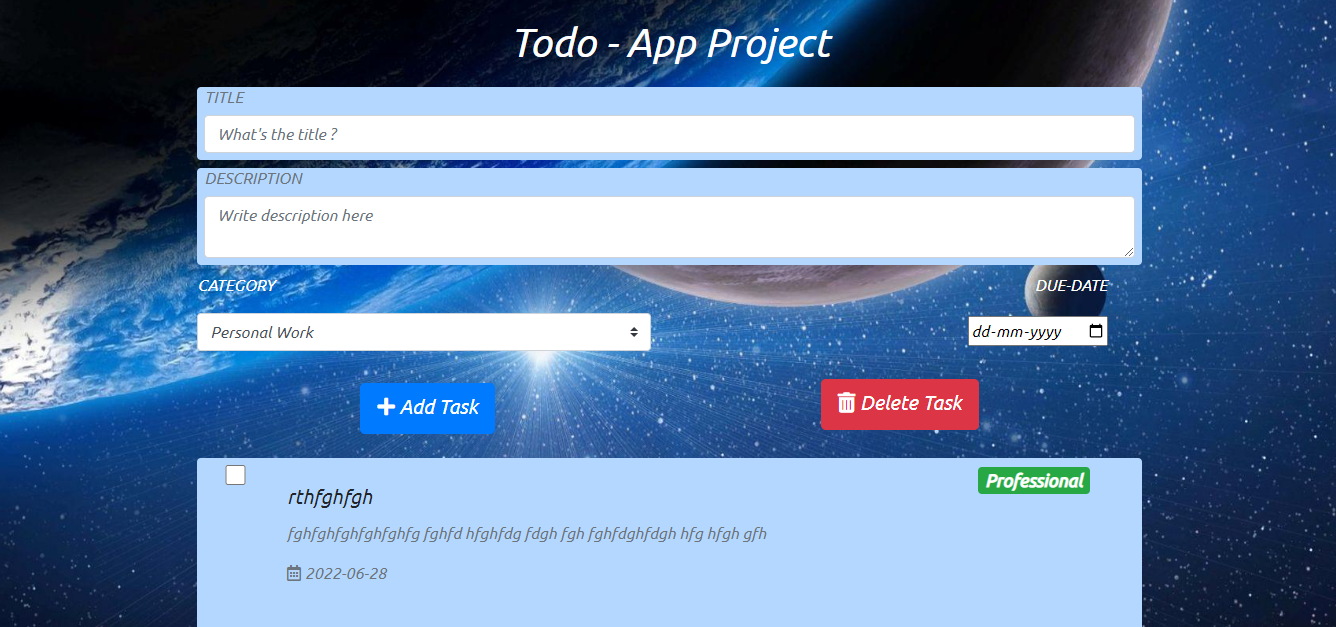 Todo - App Project
TITLE
What's the title ?
DESCRIPTION
Write description here
CATEGORY
DUE-DATE
Personal Work
dd-mm-yyyy
Add Task
Delete Task
Professional
rthfghfgh
fghfghfghfghfghfg fghfd hfghfdg fdgh fgh fghfdghfdgh hfg hfgh gfh
2022-06-28